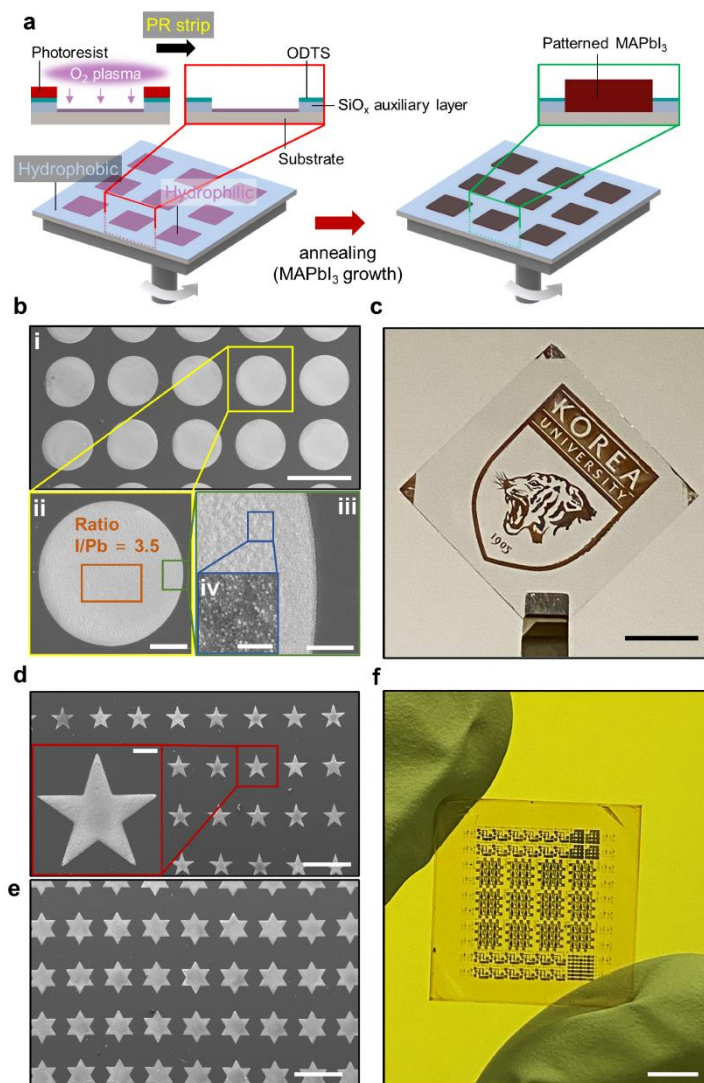 a
PR strip
Photoresist
O₂ plasma
ODTS
SiOₓ auxiliary layer
Substrate
Patterned MAPbI₃
Hydrophobic
Hydrophilic
annealing
(MAPbI₃ growth)
b
i
ii
Ratio
I/Pb = 3.5
iii
iv
c
KOREA
UNIVERSITY
1905
d
e
f